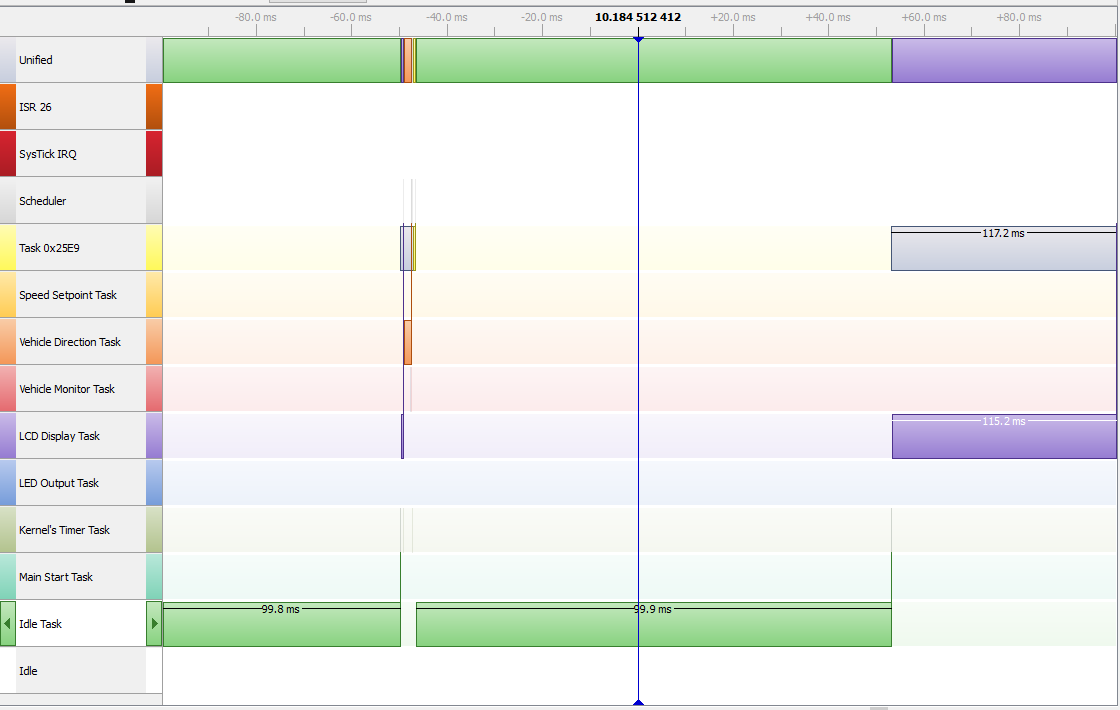 -80.0 ms -60.0 ms -40.0 ms -20.0 ms 10.184 512 412 +20.0 ms +40.0 ms +60.0 ms +80.0 ms
Unified
ISR 26
SysTick IRQ
Scheduler
Task 0x25E9 117.2 ms
Speed Setpoint Task
Vehicle Direction Task
Vehicle Monitor Task
LCD Display Task 115.2 ms
LED Output Task
Kernel's Timer Task
Main Start Task
Idle Task 99.8 ms 99.9 ms
Idle